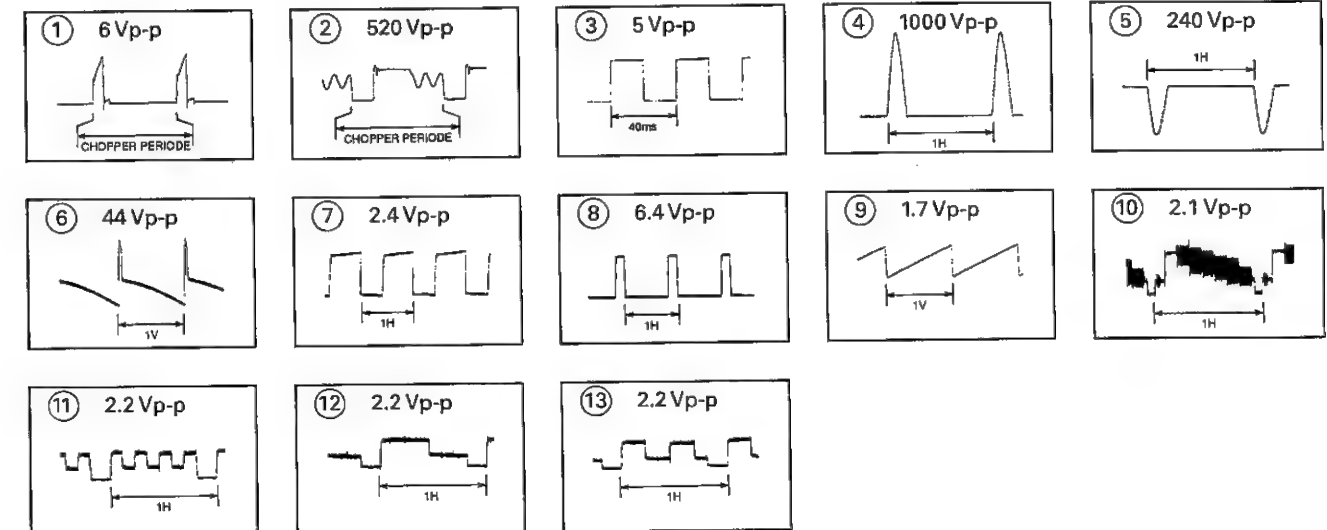 ① 6 Vp-p
CHOPPER PERIODE
② 520 Vp-p
CHOPPER PERIODE
③ 5 Vp-p
40ms
④ 1000 Vp-p
1H
⑤ 240 Vp-p
1H
⑥ 44 Vp-p
1V
⑦ 2.4 Vp-p
1H
⑧ 6.4 Vp-p
1H
⑨ 1.7 Vp-p
1V
⑩ 2.1 Vp-p
1H
⑪ 2.2 Vp-p
1H
⑫ 2.2 Vp-p
1H
⑬ 2.2 Vp-p
1H